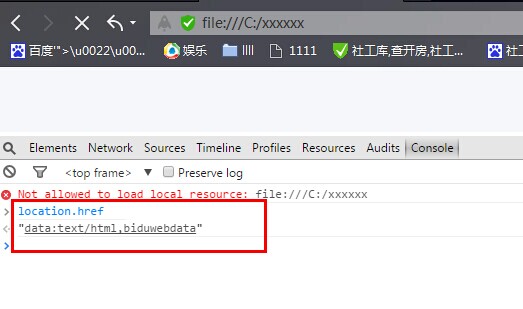 file:///C:/xxxxxx
百度'">\u0022\u00... 娱乐 llll 1111 社工库,查开房,社工... 社工...
Elements Network Sources Timeline Profiles Resources Audits Console
<top frame> ▼ Preserve log
Not allowed to load local resource: file:///C:/xxxxxx
location.href
"data:text/html,biduwebdata"